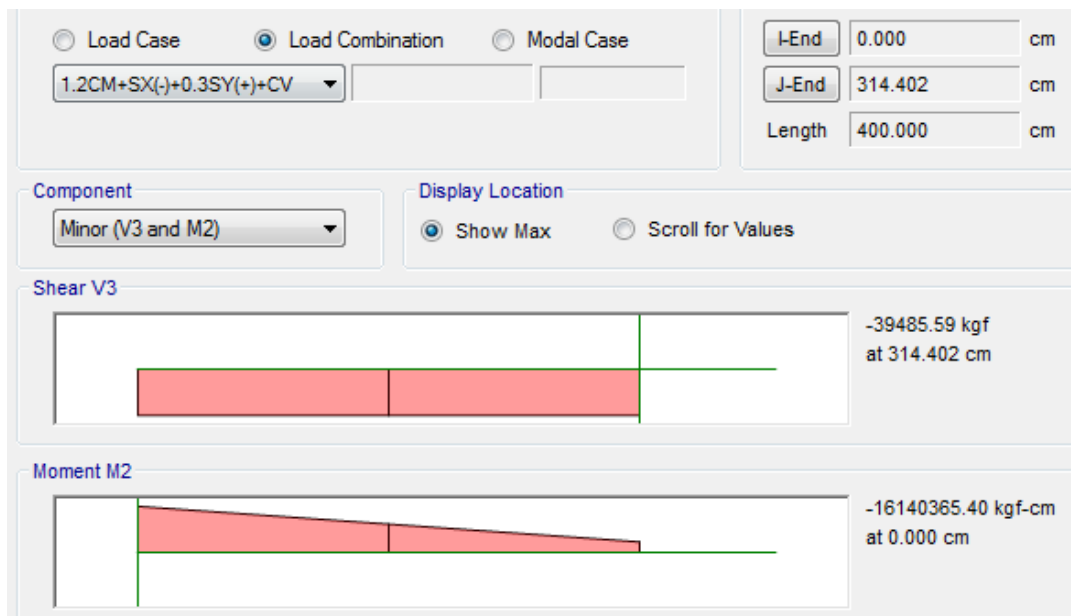 Load Case Load Combination Modal Case
1.2CM+SX(-)+0.3SY(+)+CV
I-End 0.000 cm
J-End 314.402 cm
Length 400.000 cm
Component
Minor (V3 and M2)
Display Location
Show Max Scroll for Values
Shear V3
-39485.59 kgf
at 314.402 cm
Moment M2
-16140365.40 kgf-cm
at 0.000 cm